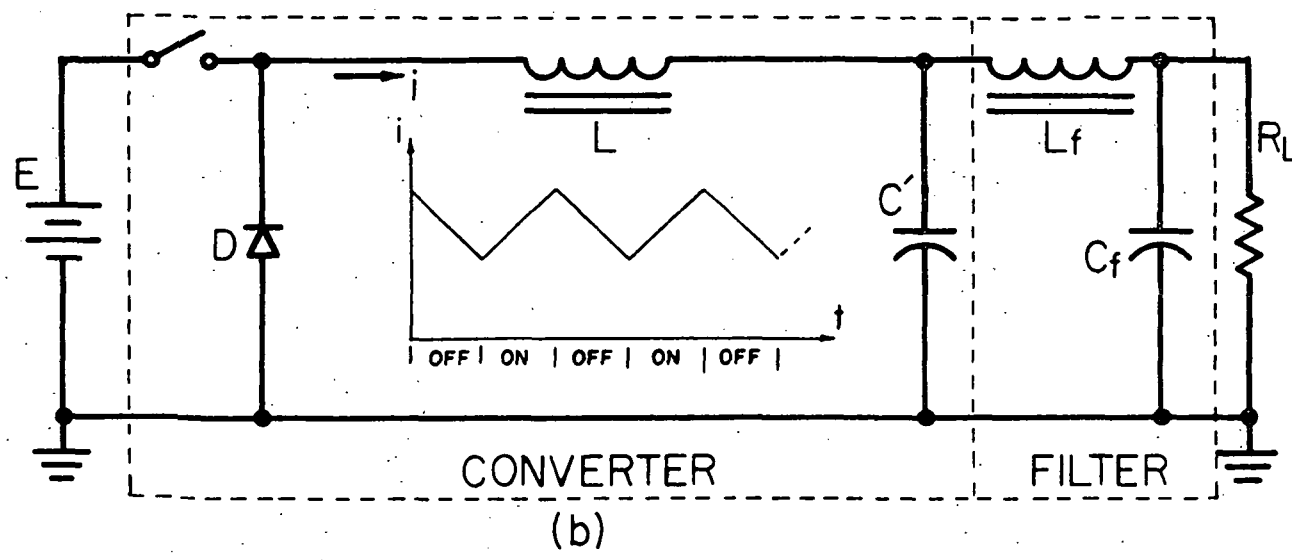 i
L
Lf
RL
E
i
C′
D
Cf
t
| OFF | ON | OFF | ON | OFF |
CONVERTER
FILTER
(b)